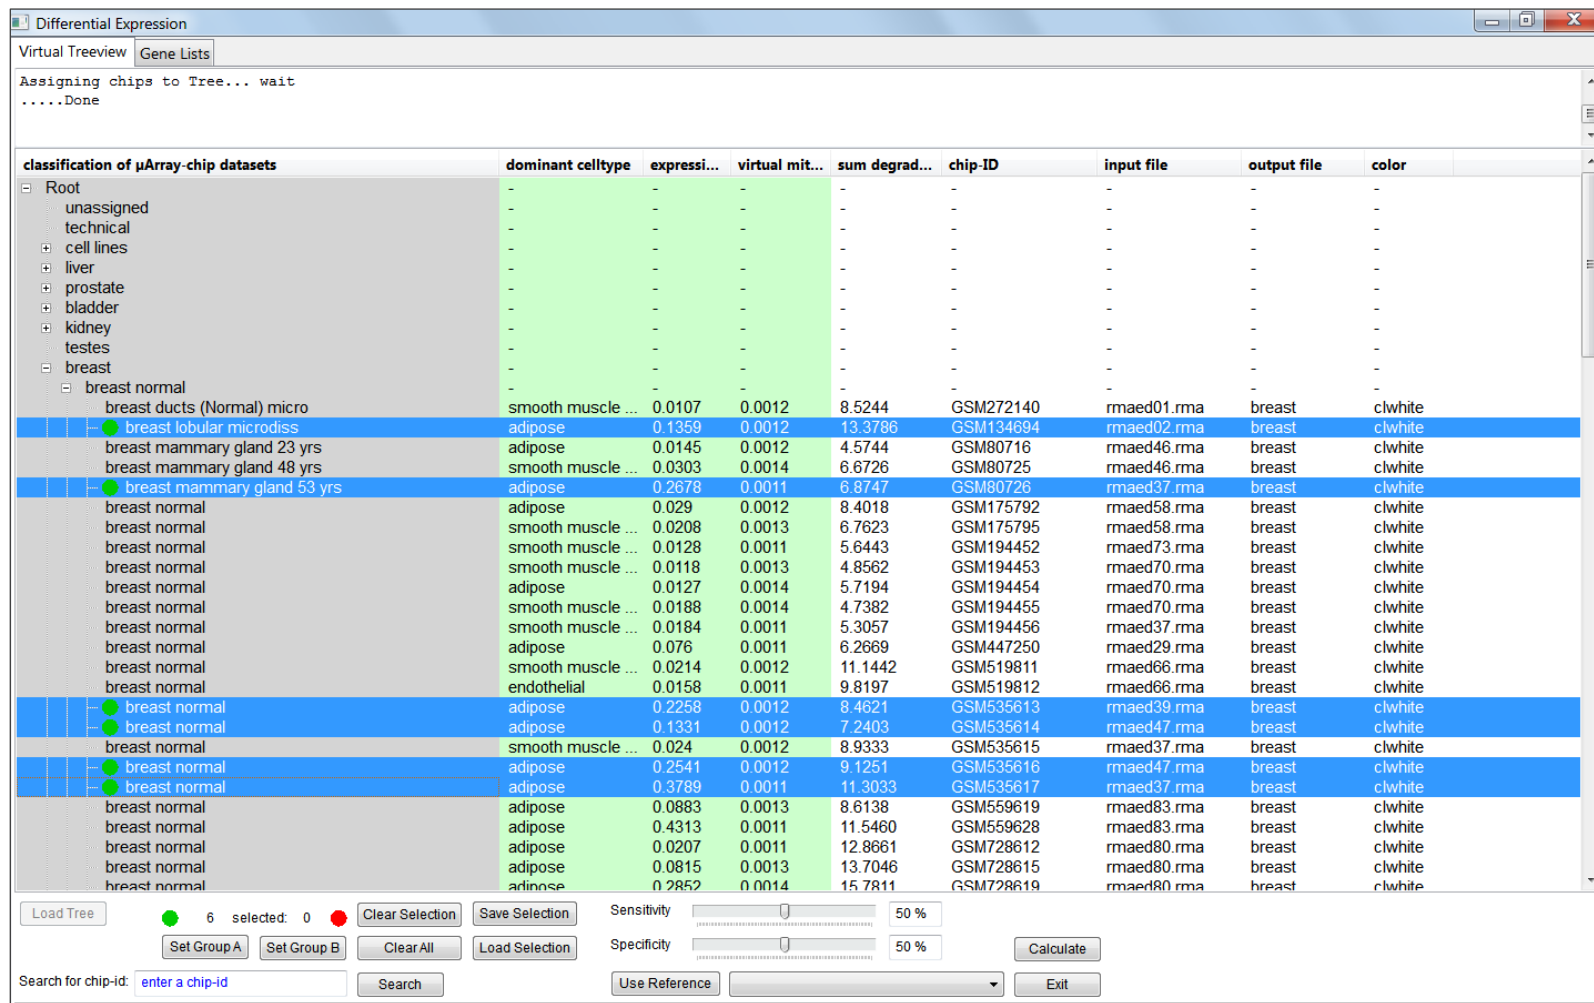 Differential Expression
Virtual Treeview Gene Lists
Assigning chips to Tree... wait
.....Done
classification of µArray-chip datasets dominant celltype expressi... virtual mit... sum degrad... chip-ID input file output file color
Root - - - - - - - -
unassigned - - - - - - - -
technical - - - - - - - -
cell lines - - - - - - - -
liver - - - - - - - -
prostate - - - - - - - -
bladder - - - - - - - -
kidney - - - - - - - -
testes - - - - - - - -
breast - - - - - - - -
breast normal - - - - - - - -
breast ducts (Normal) micro smooth muscle ... 0.0107 0.0012 8.5244 GSM272140 rmaed01.rma breast clwhite
breast lobular microdiss adipose 0.1359 0.0012 13.3786 GSM134694 rmaed02.rma breast clwhite
breast mammary gland 23 yrs adipose 0.0145 0.0012 4.5744 GSM80716 rmaed46.rma breast clwhite
breast mammary gland 48 yrs smooth muscle ... 0.0303 0.0014 6.6726 GSM80725 rmaed46.rma breast clwhite
breast mammary gland 53 yrs adipose 0.2678 0.0011 6.8747 GSM80726 rmaed37.rma breast clwhite
breast normal adipose 0.029 0.0012 8.4018 GSM175792 rmaed58.rma breast clwhite
breast normal smooth muscle ... 0.0208 0.0013 6.7623 GSM175795 rmaed58.rma breast clwhite
breast normal smooth muscle ... 0.0128 0.0011 5.6443 GSM194452 rmaed73.rma breast clwhite
breast normal smooth muscle ... 0.0118 0.0013 4.8562 GSM194453 rmaed70.rma breast clwhite
breast normal adipose 0.0127 0.0014 5.7194 GSM194454 rmaed70.rma breast clwhite
breast normal smooth muscle ... 0.0188 0.0014 4.7382 GSM194455 rmaed70.rma breast clwhite
breast normal smooth muscle ... 0.0184 0.0011 5.3057 GSM194456 rmaed37.rma breast clwhite
breast normal adipose 0.076 0.0011 6.2669 GSM447250 rmaed29.rma breast clwhite
breast normal smooth muscle ... 0.0214 0.0012 11.1442 GSM519811 rmaed66.rma breast clwhite
breast normal endothelial 0.0158 0.0011 9.8197 GSM519812 rmaed66.rma breast clwhite
breast normal adipose 0.2258 0.0012 8.4621 GSM535613 rmaed39.rma breast clwhite
breast normal adipose 0.1331 0.0012 7.2403 GSM535614 rmaed47.rma breast clwhite
breast normal smooth muscle ... 0.024 0.0012 8.9333 GSM535615 rmaed37.rma breast clwhite
breast normal adipose 0.2541 0.0012 9.1251 GSM535616 rmaed47.rma breast clwhite
breast normal adipose 0.3789 0.0011 11.3033 GSM535617 rmaed37.rma breast clwhite
breast normal adipose 0.0883 0.0013 8.6138 GSM559619 rmaed83.rma breast clwhite
breast normal adipose 0.4313 0.0011 11.5460 GSM559628 rmaed83.rma breast clwhite
breast normal adipose 0.0207 0.0011 12.8661 GSM728612 rmaed80.rma breast clwhite
breast normal adipose 0.0815 0.0013 13.7046 GSM728615 rmaed80.rma breast clwhite
breast normal adipose 0.2852 0.0014 15.7811 GSM728619 rmaed80.rma breast clwhite
Load Tree 6 selected: 0 Clear Selection Save Selection Sensitivity 50 %
Set Group A Set Group B Clear All Load Selection Specificity 50 % Calculate
Search for chip-id: enter a chip-id Search Use Reference Exit